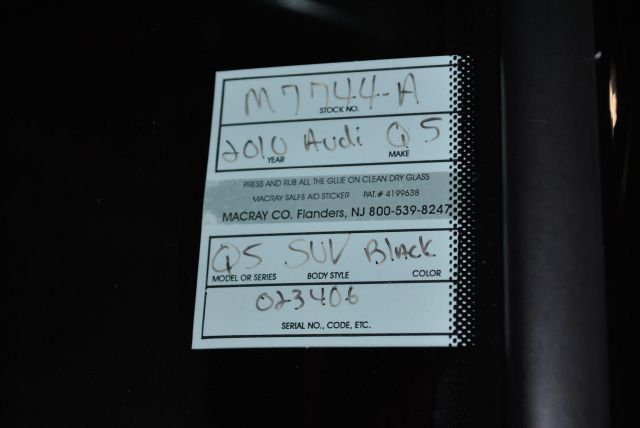 M7744-A
STOCK NO.
2010 Audi Q5
YEAR MAKE
PRESS AND RUB ALL THE GLUE ON CLEAN DRY GLASS
MACRAY SALES AID STICKER PAT.# 4199638
MACRAY CO. Flanders, NJ 800-539-8247
Q5 SUV Black
MODEL OR SERIES BODY STYLE COLOR
023406
SERIAL NO., CODE, ETC.